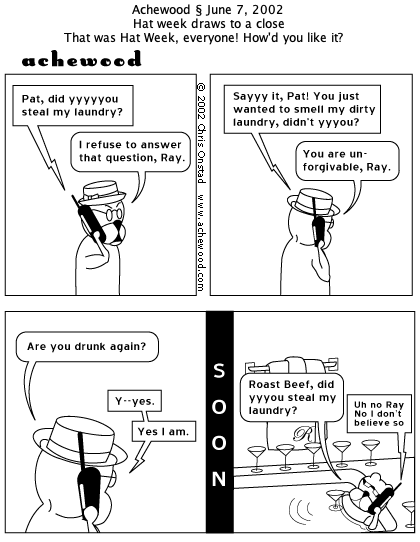 Achewood § June 7, 2002
Hat week draws to a close
That was Hat Week, everyone! How'd you like it?
achewood
Pat, did yyyyyou
steal my laundry?
I refuse to answer
that question, Ray.
© 2002 Chris Onstad www.achewood.com
Sayyy it, Pat! You just
wanted to smell my dirty
laundry, didn't yyyou?
You are un-
forgivable, Ray.
Are you drunk again?
Y--yes.
Yes I am.
SOON
Roast Beef, did
yyyou steal my
laundry?
Uh no Ray
No I don't
believe so
R